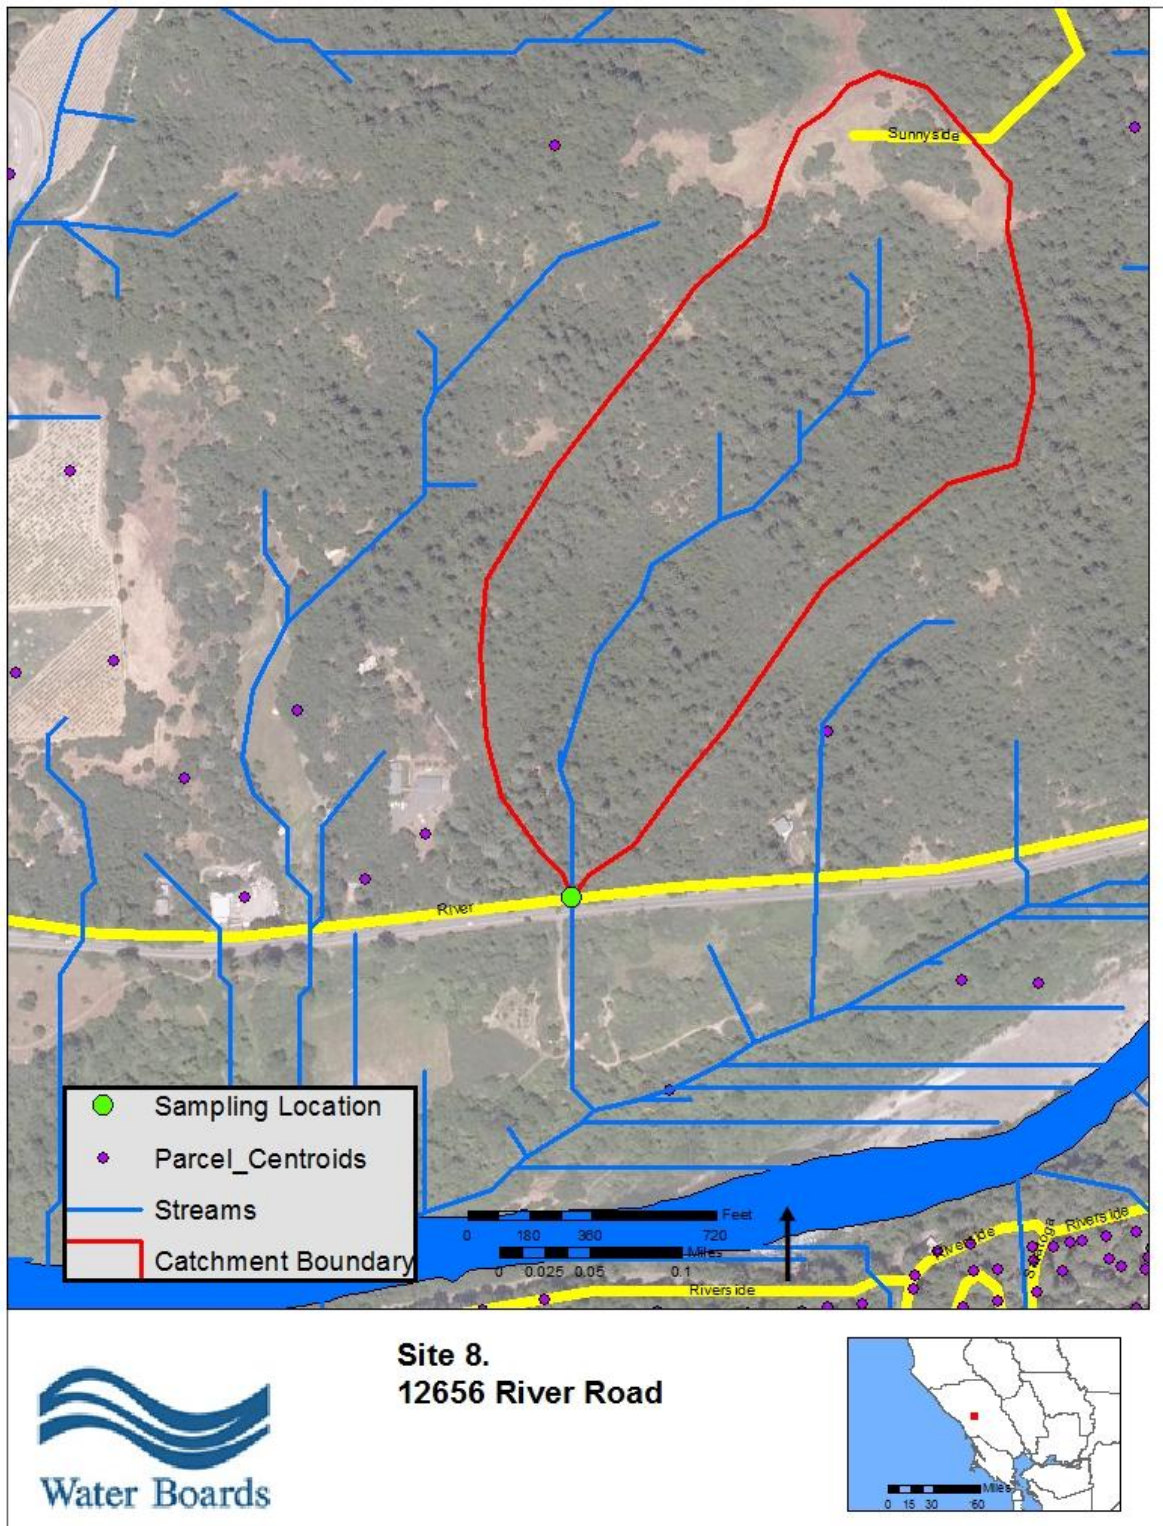 Sunnyside
River
Sampling Location
Parcel_Centroids
Streams
Catchment Boundary
Feet
0 180 360 720
Miles
0 0.025 0.05 0.1
Riverside
Riverside
Saratoga
Riverside
Site 8.
12656 River Road
Water Boards
Miles
0 15 30 60